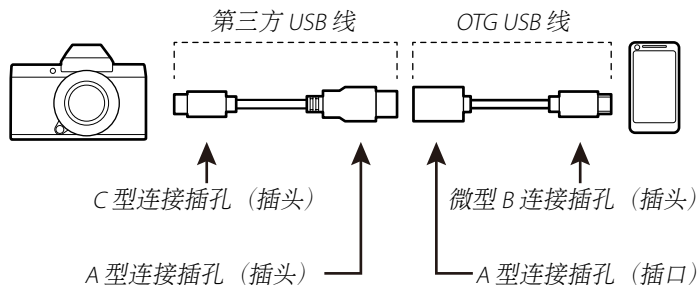 第三方 USB 线 OTG USB 线
C 型连接插孔（插头） 微型 B 连接插孔（插头）
A 型连接插孔（插头） A 型连接插孔（插口）